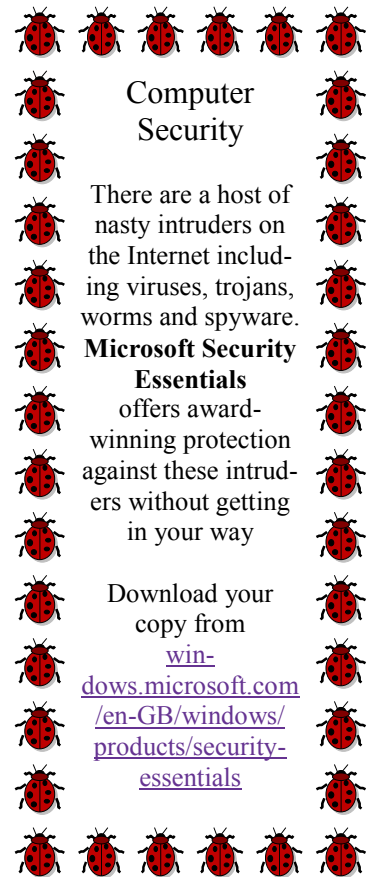 Computer
Security
There are a host of
nasty intruders on
the Internet includ-
ing viruses, trojans,
worms and spyware.
Microsoft Security
Essentials
offers award-
winning protection
against these intrud-
ers without getting
in your way
Download your
copy from
win-
dows.microsoft.com
/en-GB/windows/
products/security-
essentials